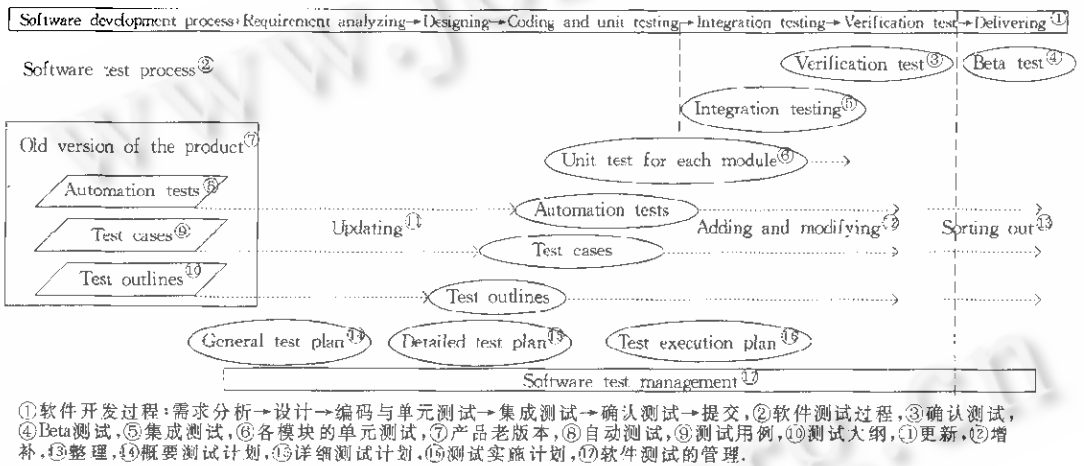 Software development process:Requirement analyzing→Designing→Coding and unit testing→Integration testing→Verification test→Delivering①
Software test process②
Verification test③
Beta test④
Integration testing⑤
Old version of the product⑦
Unit test for each module⑥
Automation tests⑧
Automation tests
Test cases⑨
Updating⑪
Adding and modifying⑫
Sorting out⑬
Test cases
Test outlines⑩
Test outlines
General test plan⑭
Detailed test plan⑮
Test execution plan⑯
Software test management⑰
①软件开发过程:需求分析→设计→编码与单元测试→集成测试→确认测试→提交,②软件测试过程,③确认测试,
④Beta测试,⑤集成测试,⑥各模块的单元测试,⑦产品老版本,⑧自动测试,⑨测试用例,⑩测试大纲,⑪更新,⑫增
补,⑬整理,⑭概要测试计划,⑮详细测试计划,⑯测试实施计划,⑰软件测试的管理.